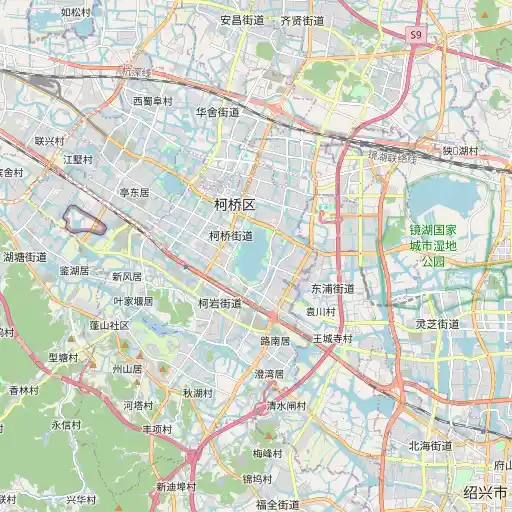 如松村
安昌街道
齐贤街道
S9
杭深线
西蜀阜村
华舍街道
联兴村
江墅村
镜湖联络线
狭 湖村
宾舍村
亭东居
柯桥区
柯桥街道
镜湖国家
城市湿地
公园
湖塘街道
鉴湖居
新风居
叶家堰居
柯岩街道
东浦街道
袁川村
灵芝街道
蓬山社区
路南居
王城寺村
型塘村
州山居
澄湾居
香林村
秋湖村
河塔村
清水闸村
永信村
丰项村
北海街道
梅峰村
府山
锦坞村
新迪埠村
兴华村
福全街道
绍兴市